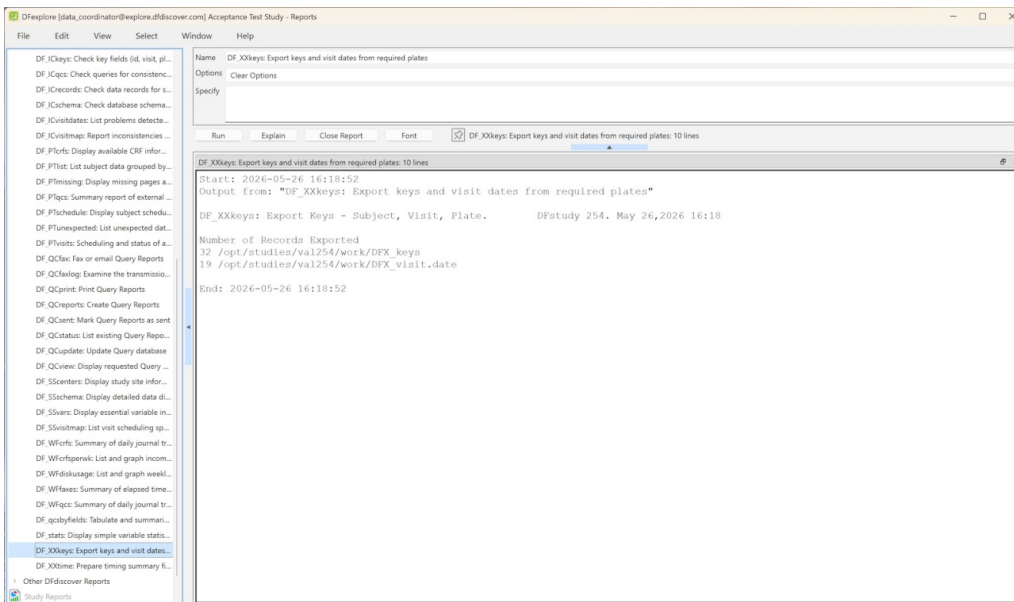 DFexplore [data_coordinator@explore.dfdiscover.com] Acceptance Test Study - Reports
File Edit View Select Window Help
DF_ICkeys: Check key fields (id, visit, pl...
DF_ICqcs: Check queries for consistenc...
DF_ICrecords: Check data records for s...
DF_ICschema: Check database schema...
DF_ICvisitdates: List problems detecte...
DF_ICvisitmap: Report inconsistencies ...
DF_PTcrfs: Display available CRF infor...
DF_PTlist: List subject data grouped by...
DF_PTmissing: Display missing pages a...
DF_PTqcs: Summary report of external ...
DF_PTschedule: Display subject schedu...
DF_PTunexpected: List unexpected dat...
DF_PTvisits: Scheduling and status of a...
DF_QCfax: Fax or email Query Reports
DF_QCfaxlog: Examine the transmissio...
DF_QCprint: Print Query Reports
DF_QCreports: Create Query Reports
DF_QCsent: Mark Query Reports as sent
DF_QCstatus: List existing Query Repo...
DF_QCupdate: Update Query database
DF_QCview: Display requested Query ...
DF_SScenters: Display study site infor...
DF_SSschema: Display detailed data di...
DF_SSvars: Display essential variable in...
DF_SSvisitmap: List visit scheduling sp...
DF_WFcrfs: Summary of daily journal tr...
DF_WFcrfsperwk: List and graph incom...
DF_WFdiskusage: List and graph weekl...
DF_WFfaxes: Summary of elapsed time...
DF_WFqcs: Summary of daily journal tr...
DF_qcsbyfields: Tabulate and summari...
DF_stats: Display simple variable statis...
DF_XXkeys: Export keys and visit dates...
DF_XXtime: Prepare timing summary fi...
Other DFdiscover Reports
Study Reports
Name DF_XXkeys: Export keys and visit dates from required plates
Options Clear Options
Specify
Run Explain Close Report Font DF_XXkeys: Export keys and visit dates from required plates: 10 lines
DF_XXkeys: Export keys and visit dates from required plates: 10 lines
Start: 2026-05-26 16:18:52
Output from: "DF_XXkeys: Export keys and visit dates from required plates"
DF_XXkeys: Export Keys - Subject, Visit, Plate. DFstudy 254. May 26,2026 16:18
Number of Records Exported
32 /opt/studies/val254/work/DFX_keys
19 /opt/studies/val254/work/DFX_visit.date
End: 2026-05-26 16:18:52